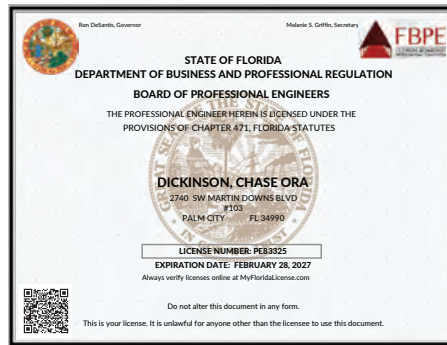 Ron DeSantis, Governor
Melanie S. Griffin, Secretary
FBPE
STATE OF FLORIDA
DEPARTMENT OF BUSINESS AND PROFESSIONAL REGULATION
BOARD OF PROFESSIONAL ENGINEERS
THE PROFESSIONAL ENGINEER HEREIN IS LICENSED UNDER THE
PROVISIONS OF CHAPTER 471, FLORIDA STATUTES
DICKINSON, CHASE ORA
2740 SW MARTIN DOWNS BLVD
#103
PALM CITY FL 34990
LICENSE NUMBER: PE83325
EXPIRATION DATE: FEBRUARY 28, 2027
Always verify licenses online at MyFloridaLicense.com
Do not alter this document in any form.
This is your license. It is unlawful for anyone other than the licensee to use this document.